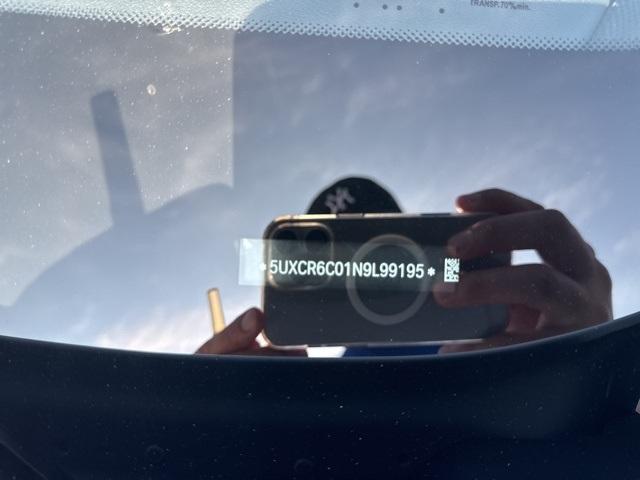 TRANSP. 70% min.
*5UXCR6C01N9L99195*